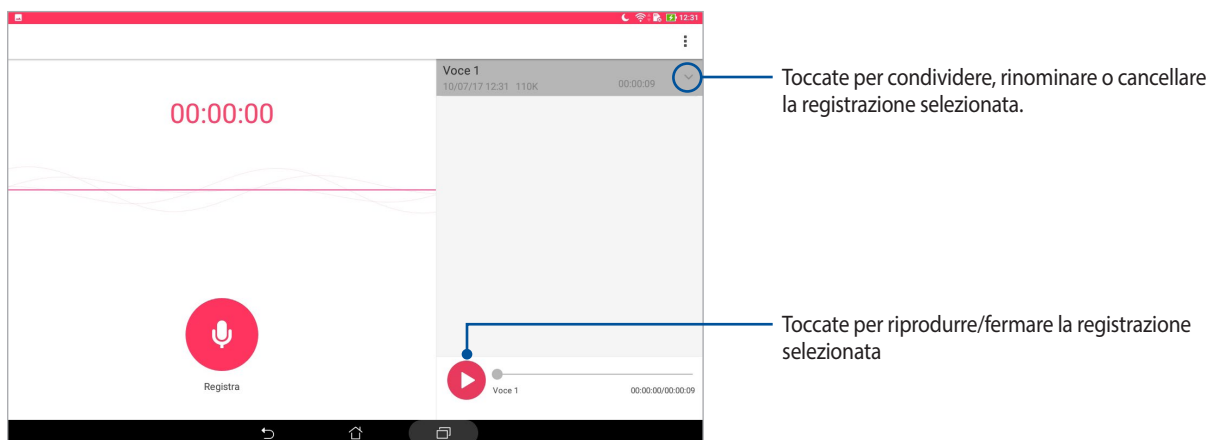 12:31
Voce 1
10/07/17 12:31 110K 00:00:09
Toccate per condividere, rinominare o cancellare
la registrazione selezionata.
00:00:00
Toccate per riprodurre/fermare la registrazione
selezionata
Registra
Voce 1 00:00:00/00:00:09